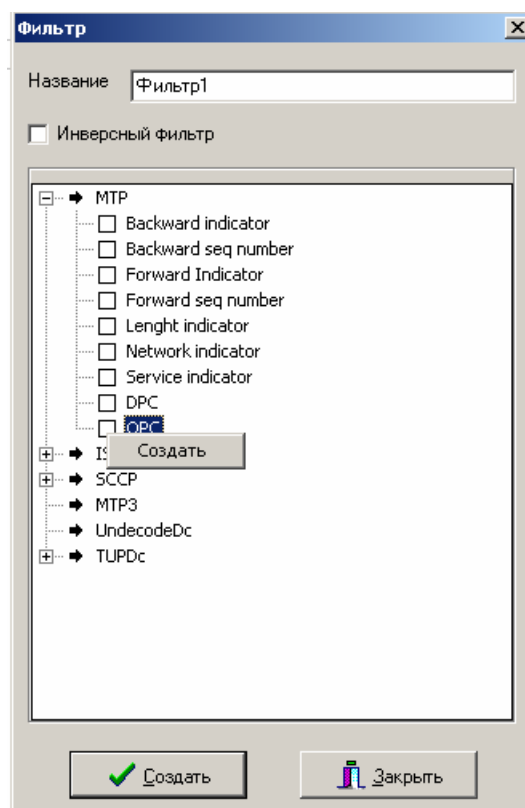 Фильтр
Название Фильтр1
Инверсный фильтр
MTP
Backward indicator
Backward seq number
Forward Indicator
Forward seq number
Lenght indicator
Network indicator
Service indicator
DPC
OPC
Создать
SCCP
MTP3
UndecodeDc
TUPDc
Создать Закрыть